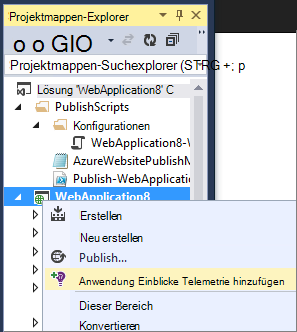 Projektmappen-Explorer
o o GIO
Projektmappen-Suchexplorer (STRG +; p
Lösung "WebApplication8" C
PublishScripts
Konfigurationen
WebApplication8-W
AzureWebsitePublishM
Publish-WebApplication
WebApplication8
Erstellen
Neu erstellen
Publish...
Anwendung Einblicke Telemetrie hinzufügen
Dieser Bereich
Konvertieren